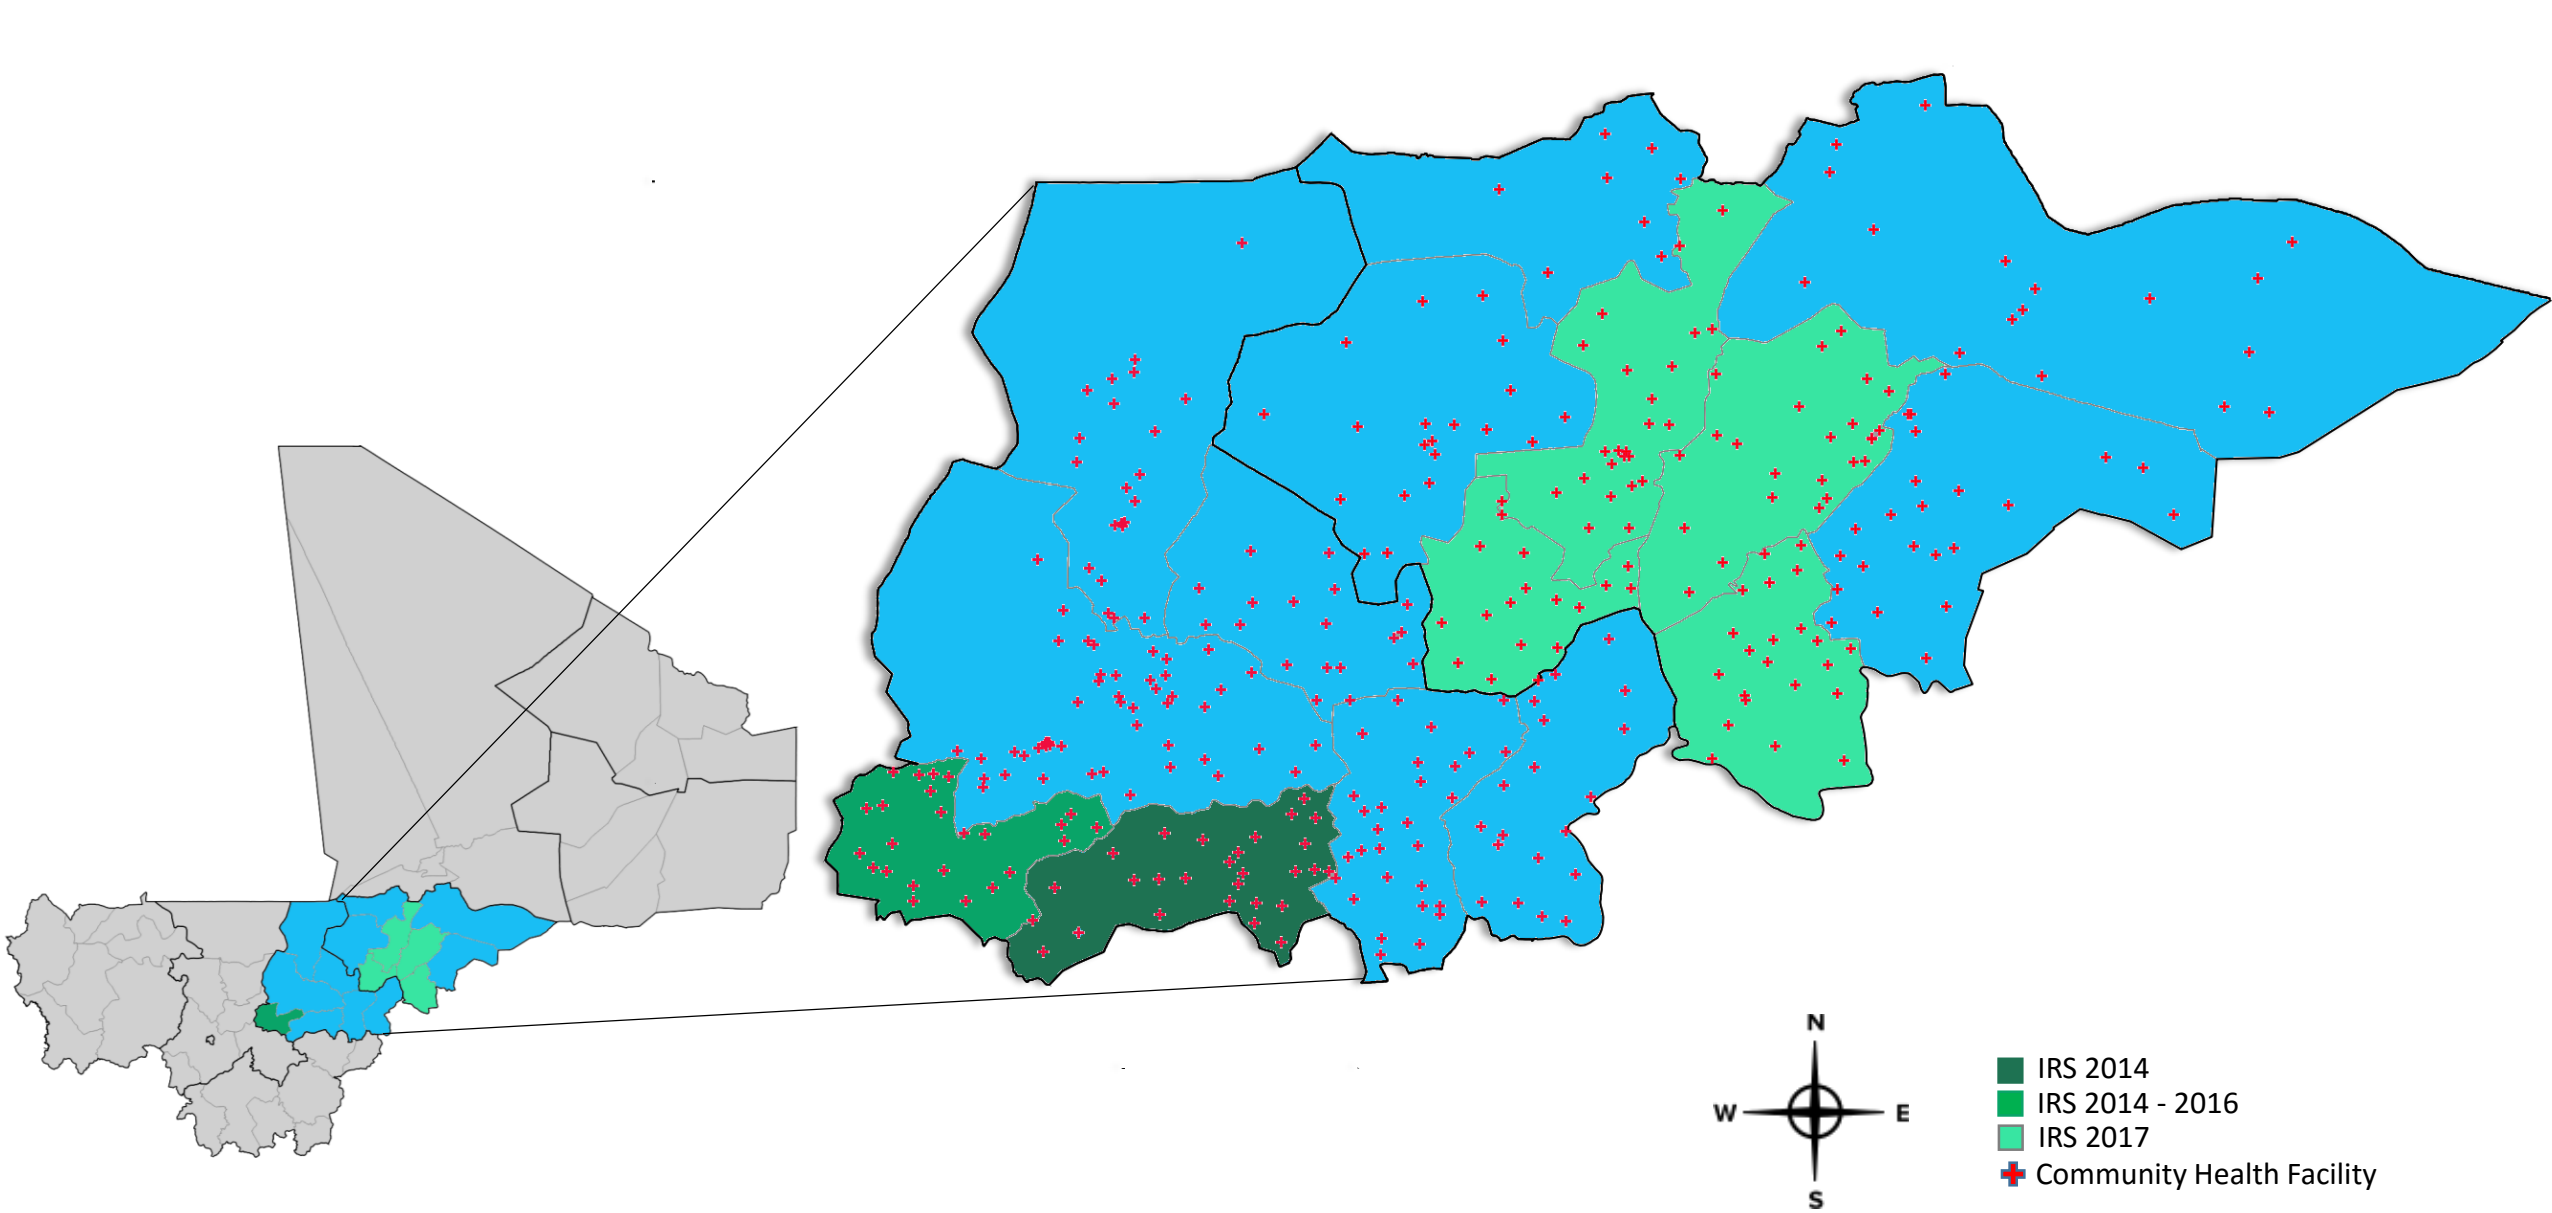 N
W E
S
IRS 2014
IRS 2014 - 2016
IRS 2017
Community Health Facility